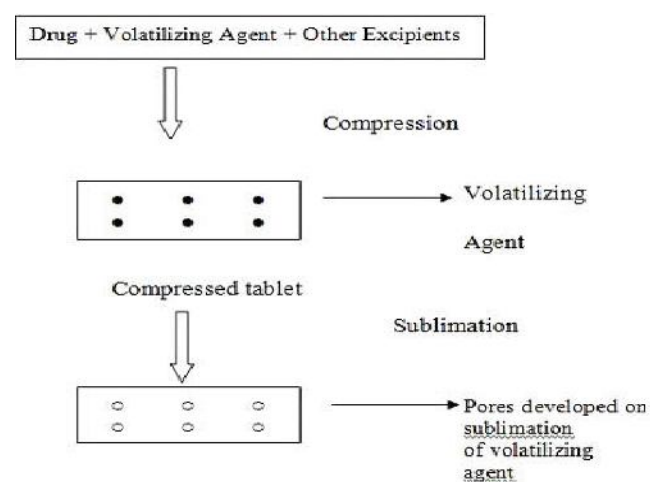 Drug + Volatilizing Agent + Other Excipients
Compression
Volatilizing
Agent
Compressed tablet
Sublimation
Pores developed on
sublimation
of volatilizing
agent